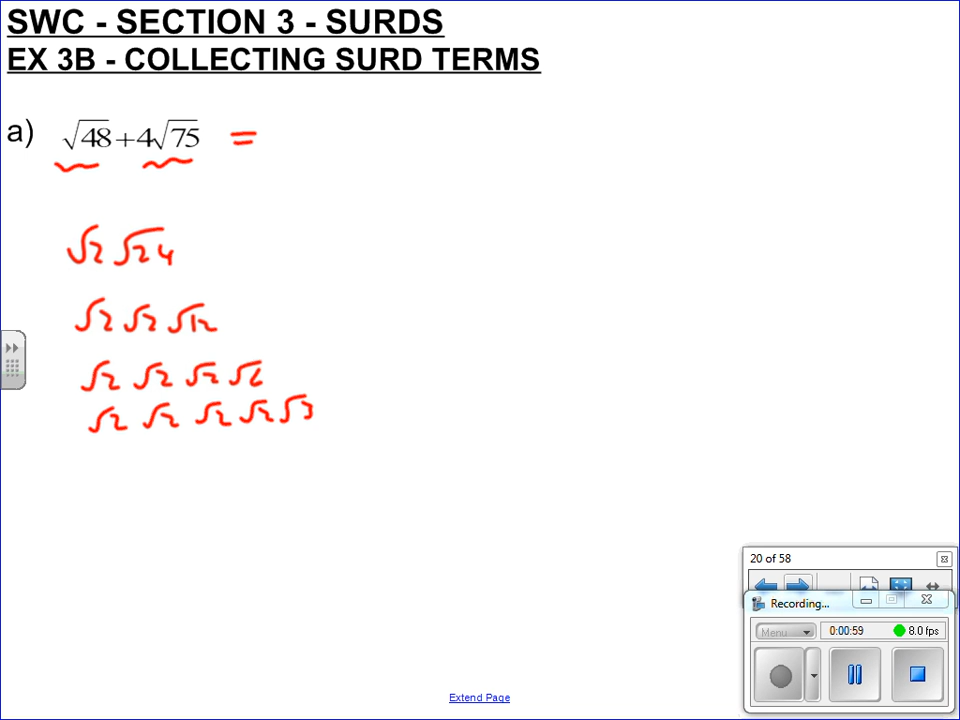 SWC - SECTION 3 - SURDS
EX 3B - COLLECTING SURD TERMS
a) √48+4√75 =
√2 √24
√2 √2 √12
√2 √2 √2 √6
√2 √2 √2 √2 √3
20 of 58
Recording...
Menu 0:00:59 8.0 fps
Extend Page